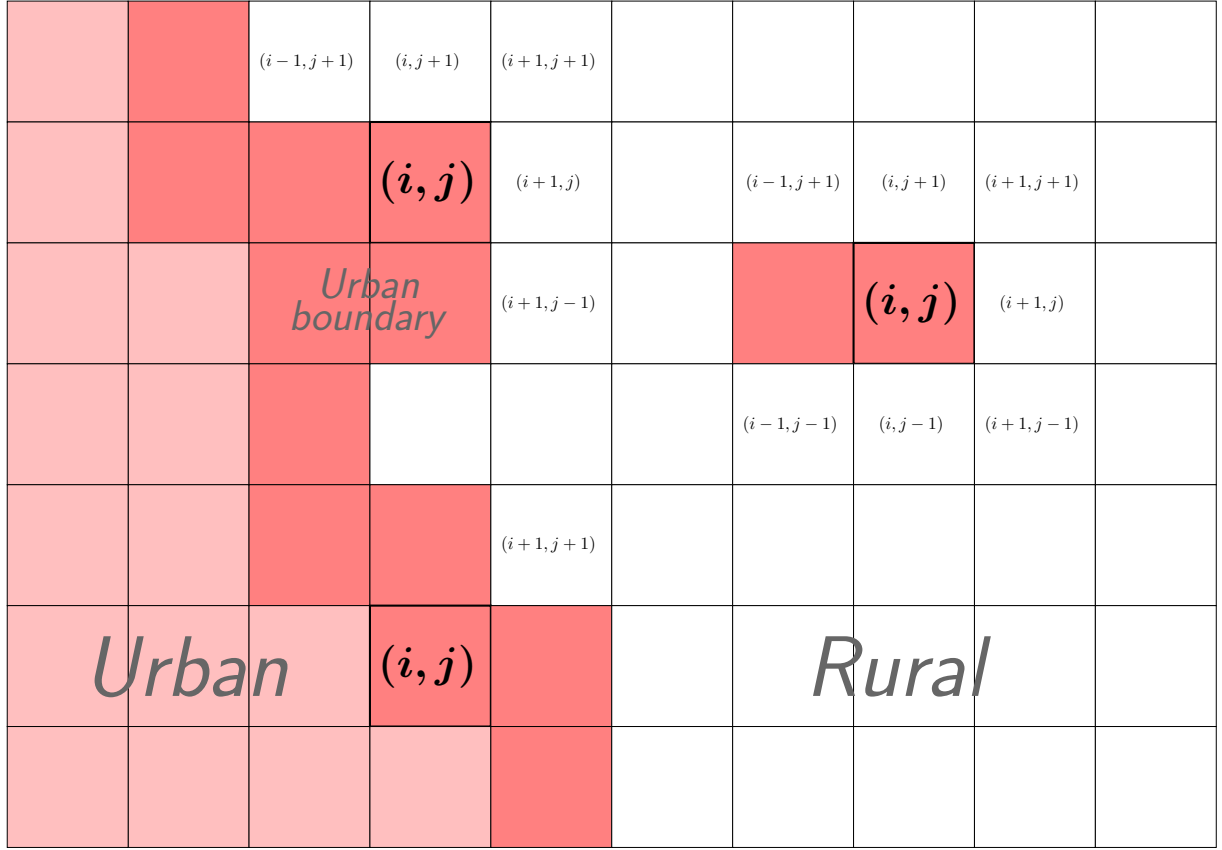 (i − 1, j + 1) (i, j + 1) (i + 1, j + 1)
(i, j) (i + 1, j) (i − 1, j + 1) (i, j + 1) (i + 1, j + 1)
Urban
boundary
(i + 1, j − 1) (i, j) (i + 1, j)
(i − 1, j − 1) (i, j − 1) (i + 1, j − 1)
(i + 1, j + 1)
Urban (i, j) Rural